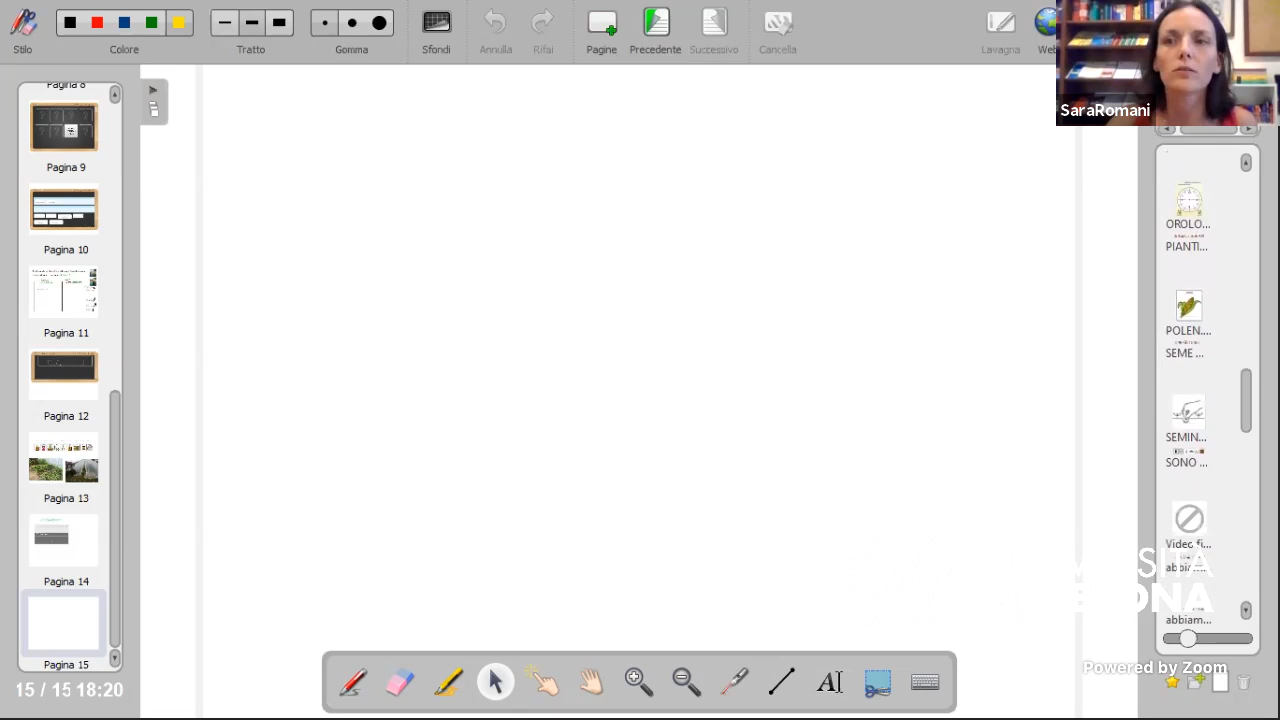 Stilo
Colore
Tratto
Gomma
Sfondi
Annulla
Rifai
Pagine
Precedente
Successivo
Cancella
Lavagna
Web
SaraRomani
Pagina 8
Pagina 9
Pagina 10
Pagina 11
Pagina 12
Pagina 13
Pagina 14
Pagina 15
15 / 15 18:20
OROLO...
PIANTI...
POLEN....
SEME ...
SEMIN...
SONO ...
Video fi...
abbiam...
abbiam...
A
Powered by Zoom